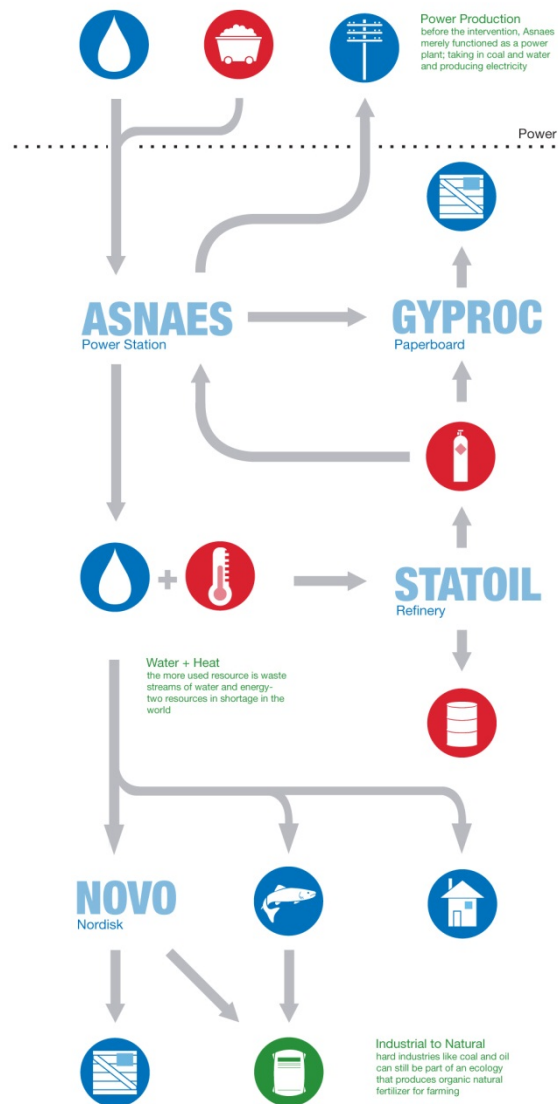 Power Production
before the intervention, Asnaes
merely functioned as a power
plant; taking in coal and water
and producing electricity
Power
ASNAES
Power Station
GYPROC
Paperboard
STATOIL
Refinery
Water + Heat
the more used resource is waste
streams of water and energy-
two resources in shortage in the
world
NOVO
Nordisk
Industrial to Natural
hard industries like coal and oil
can still be part of an ecology
that produces organic natural
fertilizer for farming